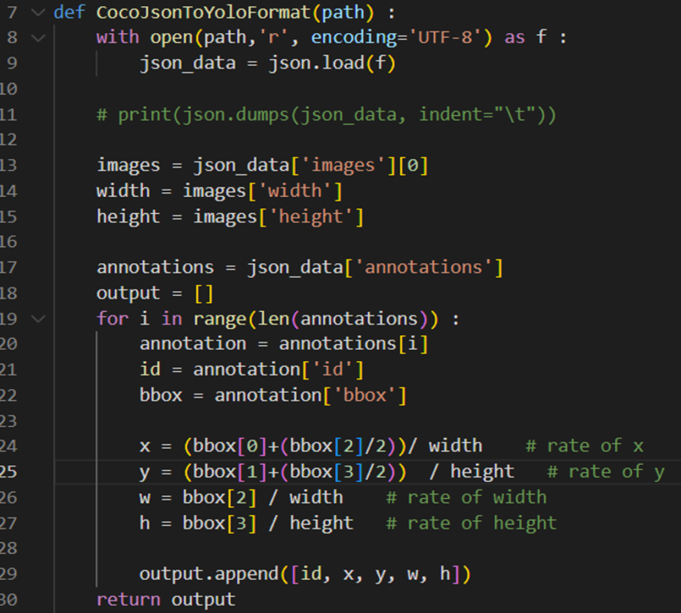 7 def CocoJsonToYoloFormat(path) :
8 with open(path,'r', encoding='UTF-8') as f :
9 json_data = json.load(f)
10
11 # print(json.dumps(json_data, indent="\t"))
12
13 images = json_data['images'][0]
14 width = images['width']
15 height = images['height']
16
17 annotations = json_data['annotations']
18 output = []
19 for i in range(len(annotations)) :
20 annotation = annotations[i]
21 id = annotation['id']
22 bbox = annotation['bbox']
23
24 x = (bbox[0]+(bbox[2]/2))/ width # rate of x
25 y = (bbox[1]+(bbox[3]/2)) / height # rate of y
26 w = bbox[2] / width # rate of width
27 h = bbox[3] / height # rate of height
28
29 output.append([id, x, y, w, h])
30 return output